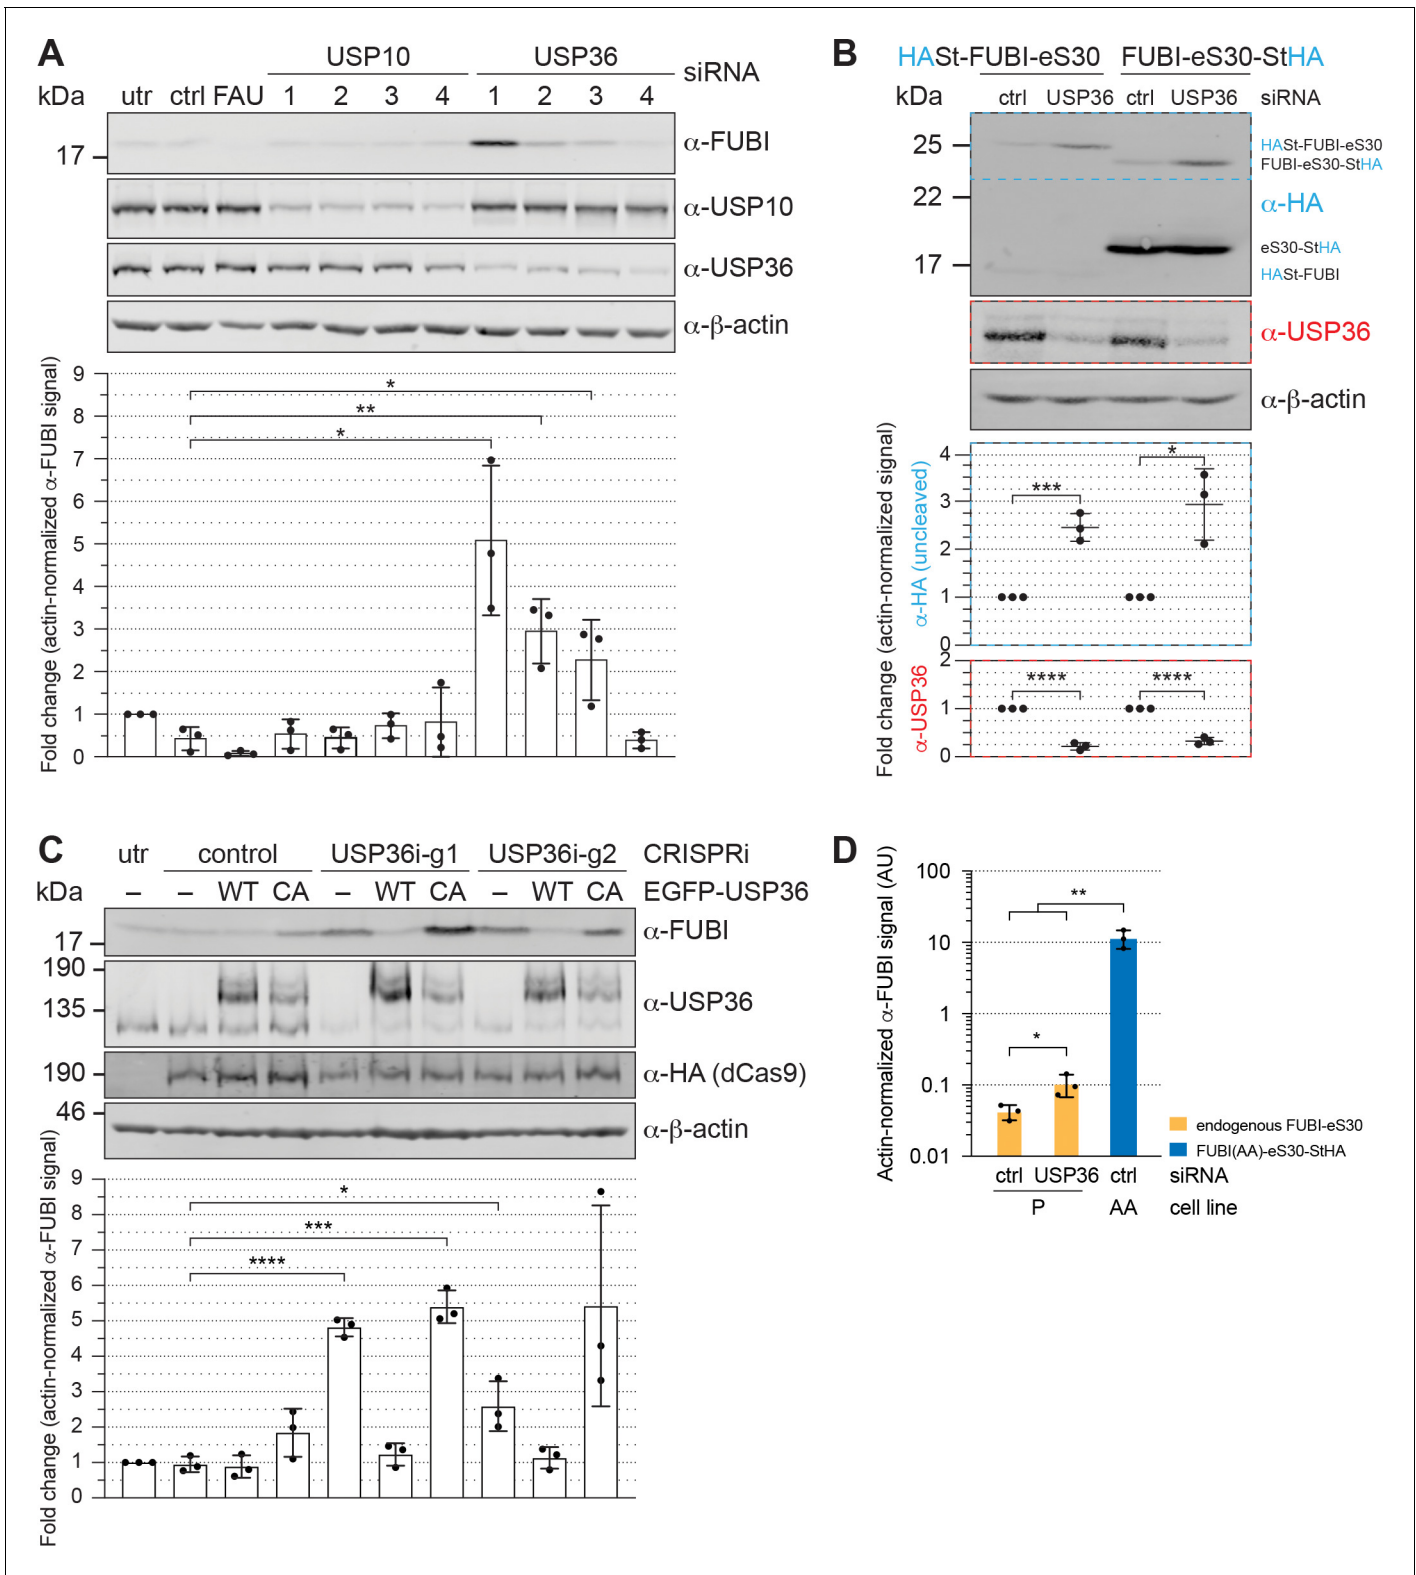 A
USP10 USP36
siRNA
kDa utr ctrl FAU 1 2 3 4 1 2 3 4
17
α-FUBI
α-USP10
α-USP36
α-β-actin
Fold change (actin-normalized α-FUBI signal)
9
8
7
6
5
4
3
2
1
0
*
**
*
B
HASt-FUBI-eS30 FUBI-eS30-StHA
kDa ctrl USP36 ctrl USP36 siRNA
25
22
17
HASt-FUBI-eS30
FUBI-eS30-StHA
α-HA
eS30-StHA
HASt-FUBI
α-USP36
α-β-actin
Fold change (actin-normalized signal)
α-HA (uncleaved)
4
3
2
1
0
***
*
α-USP36
2
1
0
****
****
C
utr control USP36i-g1 USP36i-g2 CRISPRi
kDa – – WT CA – WT CA – WT CA EGFP-USP36
17
α-FUBI
190
135
α-USP36
190
α-HA (dCas9)
46
α-β-actin
Fold change (actin-normalized α-FUBI signal)
9
8
7
6
5
4
3
2
1
0
*
***
****
D
Actin-normalized α-FUBI signal (AU)
100
10
1
0.1
0.01
**
*
endogenous FUBI-eS30
FUBI(AA)-eS30-StHA
ctrl USP36 ctrl siRNA
P AA cell line